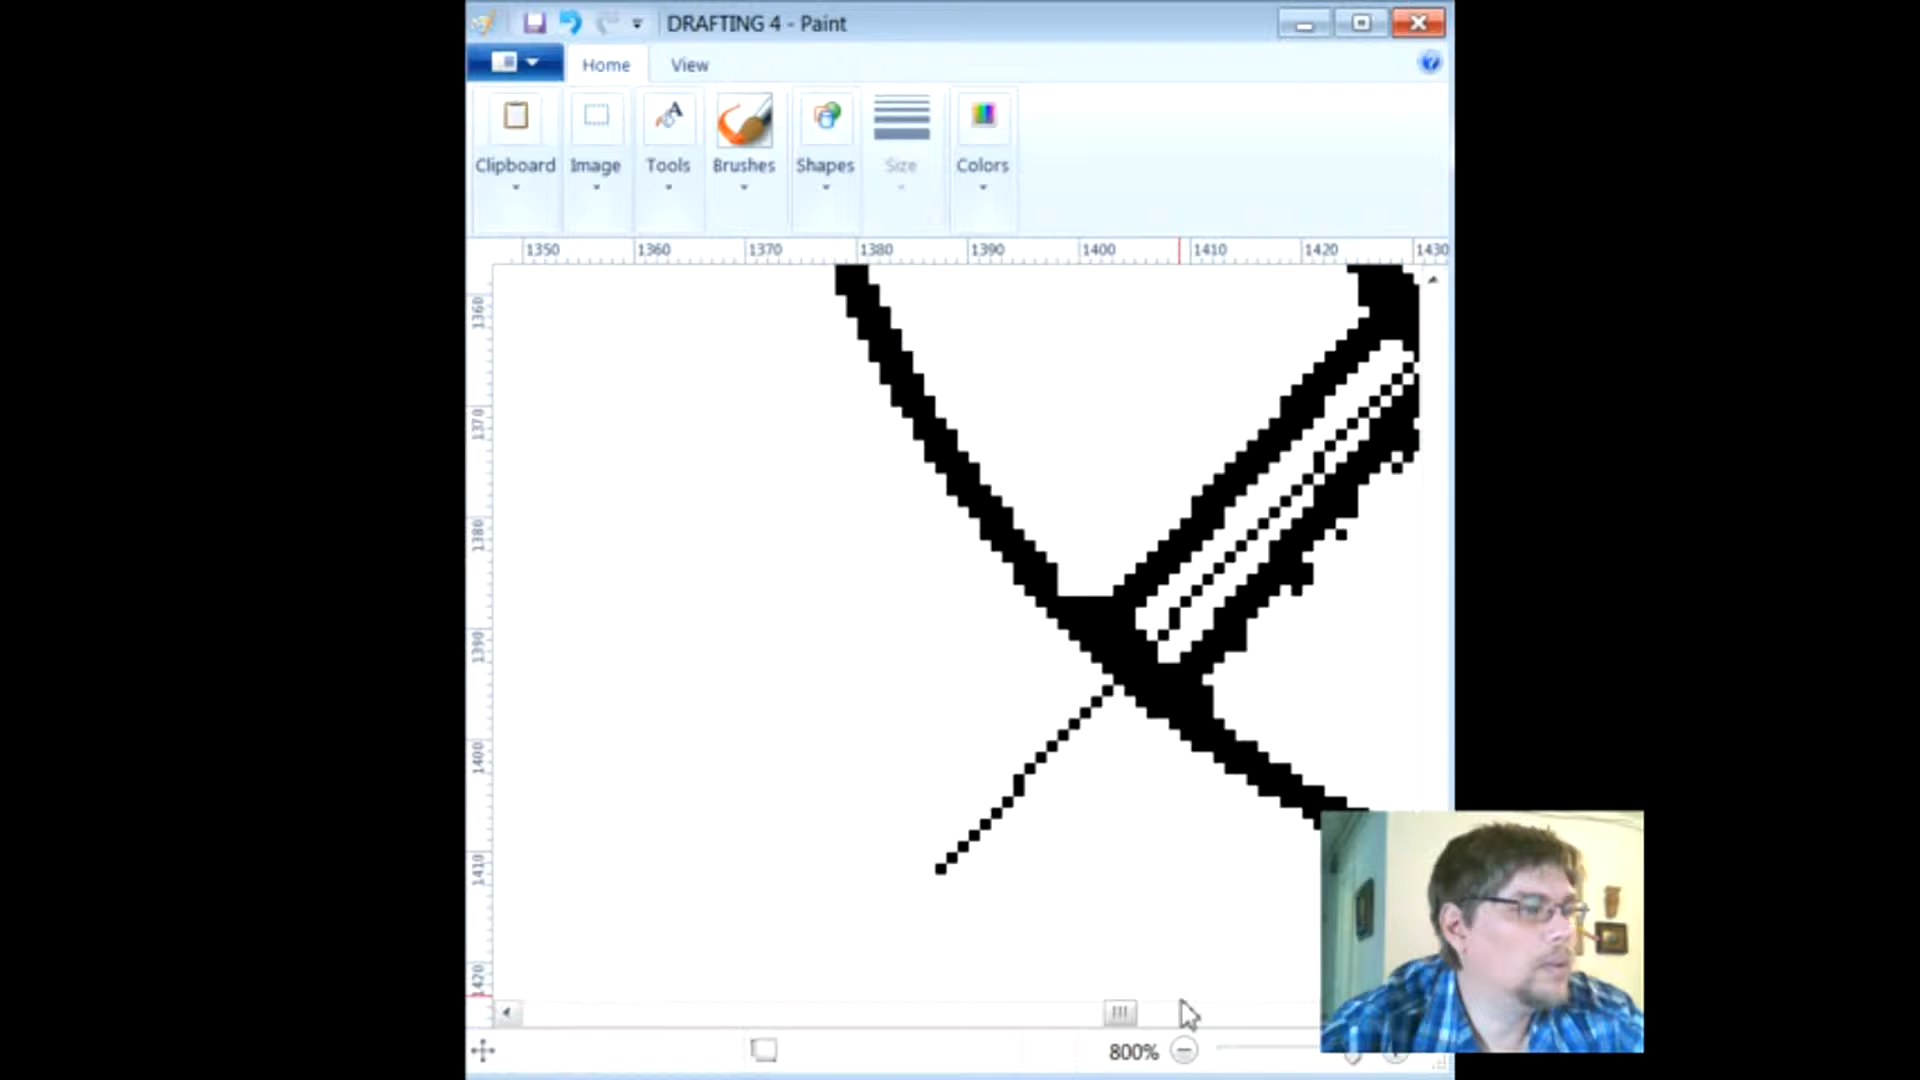 DRAFTING 4 - Paint
Home View
Clipboard Image Tools Brushes Shapes Size Colors
1350 1360 1370 1380 1390 1400 1410 1420 1430
1360
1370
1380
1390
1400
1410
1420
800%